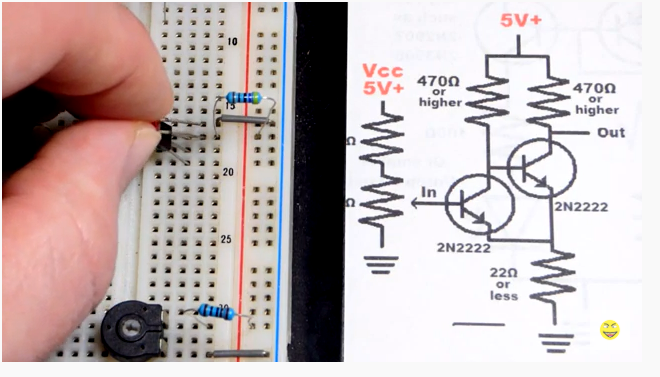 10
15
20
25
30
5V+
Vcc
5V+
470Ω
or
higher
470Ω
or
higher
Ω
Out
Ω
In
2N2222
2N2222
22Ω
or
less